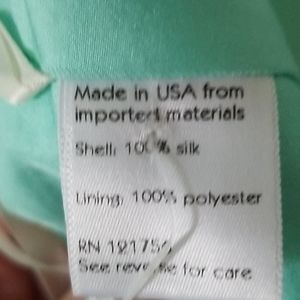 Made in USA from
imported materials
Shell: 100% silk
Lining: 100% polyester
RN
See reverse for care